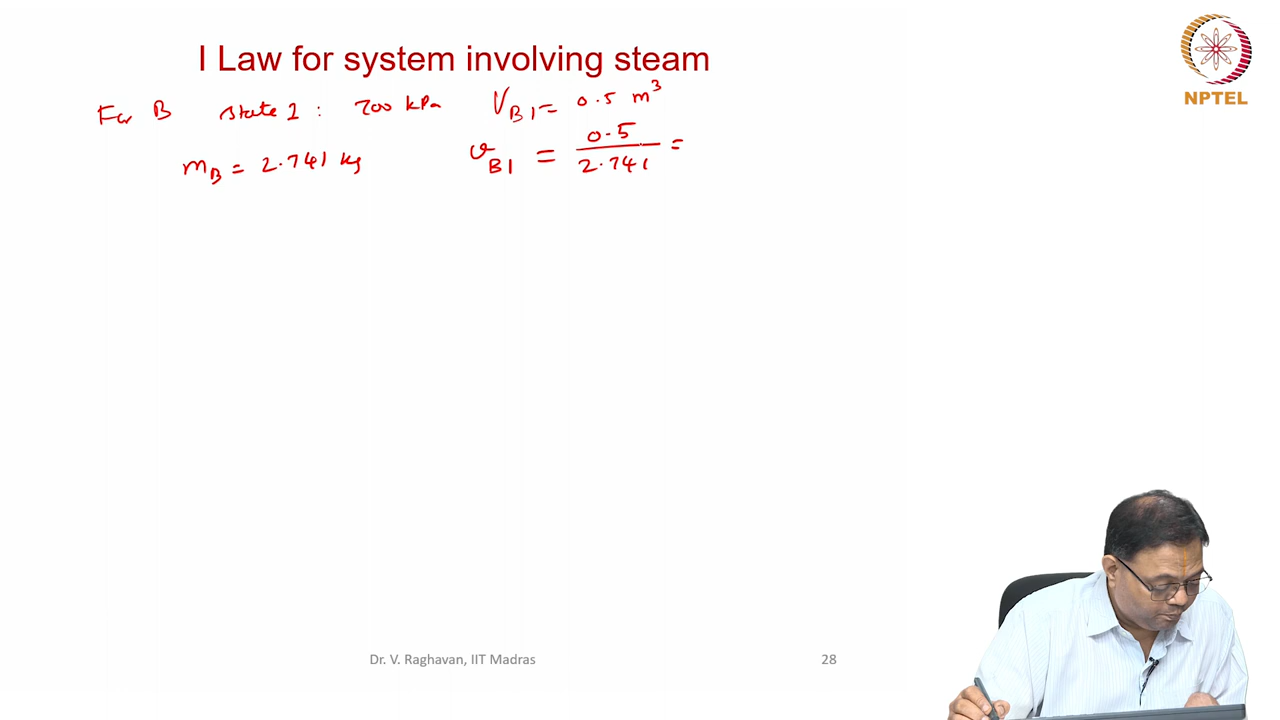 I Law for system involving steam
NPTEL
For B state 1 : 200 kPa V_B1 = 0.5 m³
m_B = 2.741 kg v_B1 = 0.5/2.741 =
Dr. V. Raghavan, IIT Madras 28